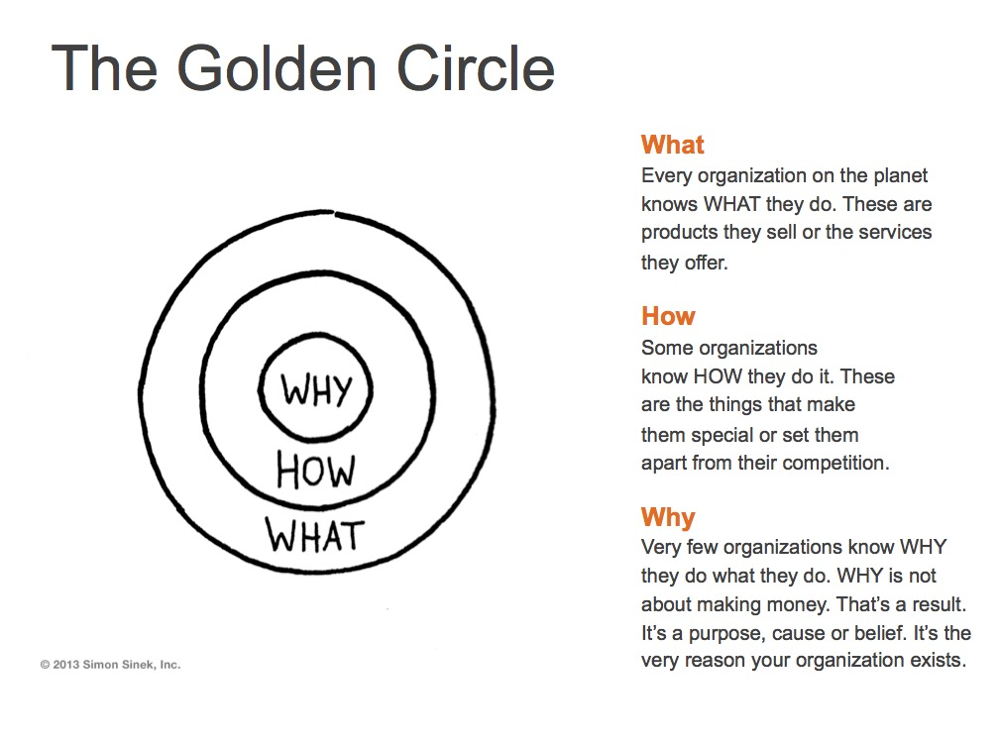 The Golden Circle
WHY
HOW
WHAT
What
Every organization on the planet
knows WHAT they do. These are
products they sell or the services
they offer.
How
Some organizations
know HOW they do it. These
are the things that make
them special or set them
apart from their competition.
Why
Very few organizations know WHY
they do what they do. WHY is not
about making money. That’s a result.
It’s a purpose, cause or belief. It’s the
very reason your organization exists.
© 2013 Simon Sinek, Inc.